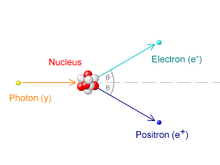 Nucleus
Electron (e⁻)
θ
θ
Photon (y)
Positron (e⁺)